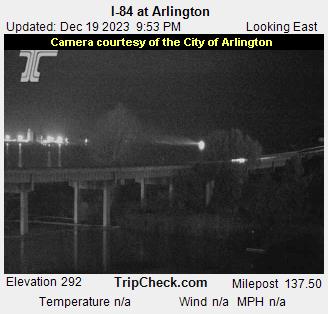 I-84 at Arlington
Updated: Dec 19 2023 9:53 PM Looking East
Camera courtesy of the City of Arlington
Elevation 292 TripCheck.com Milepost 137.50
Temperature n/a Wind n/a MPH n/a